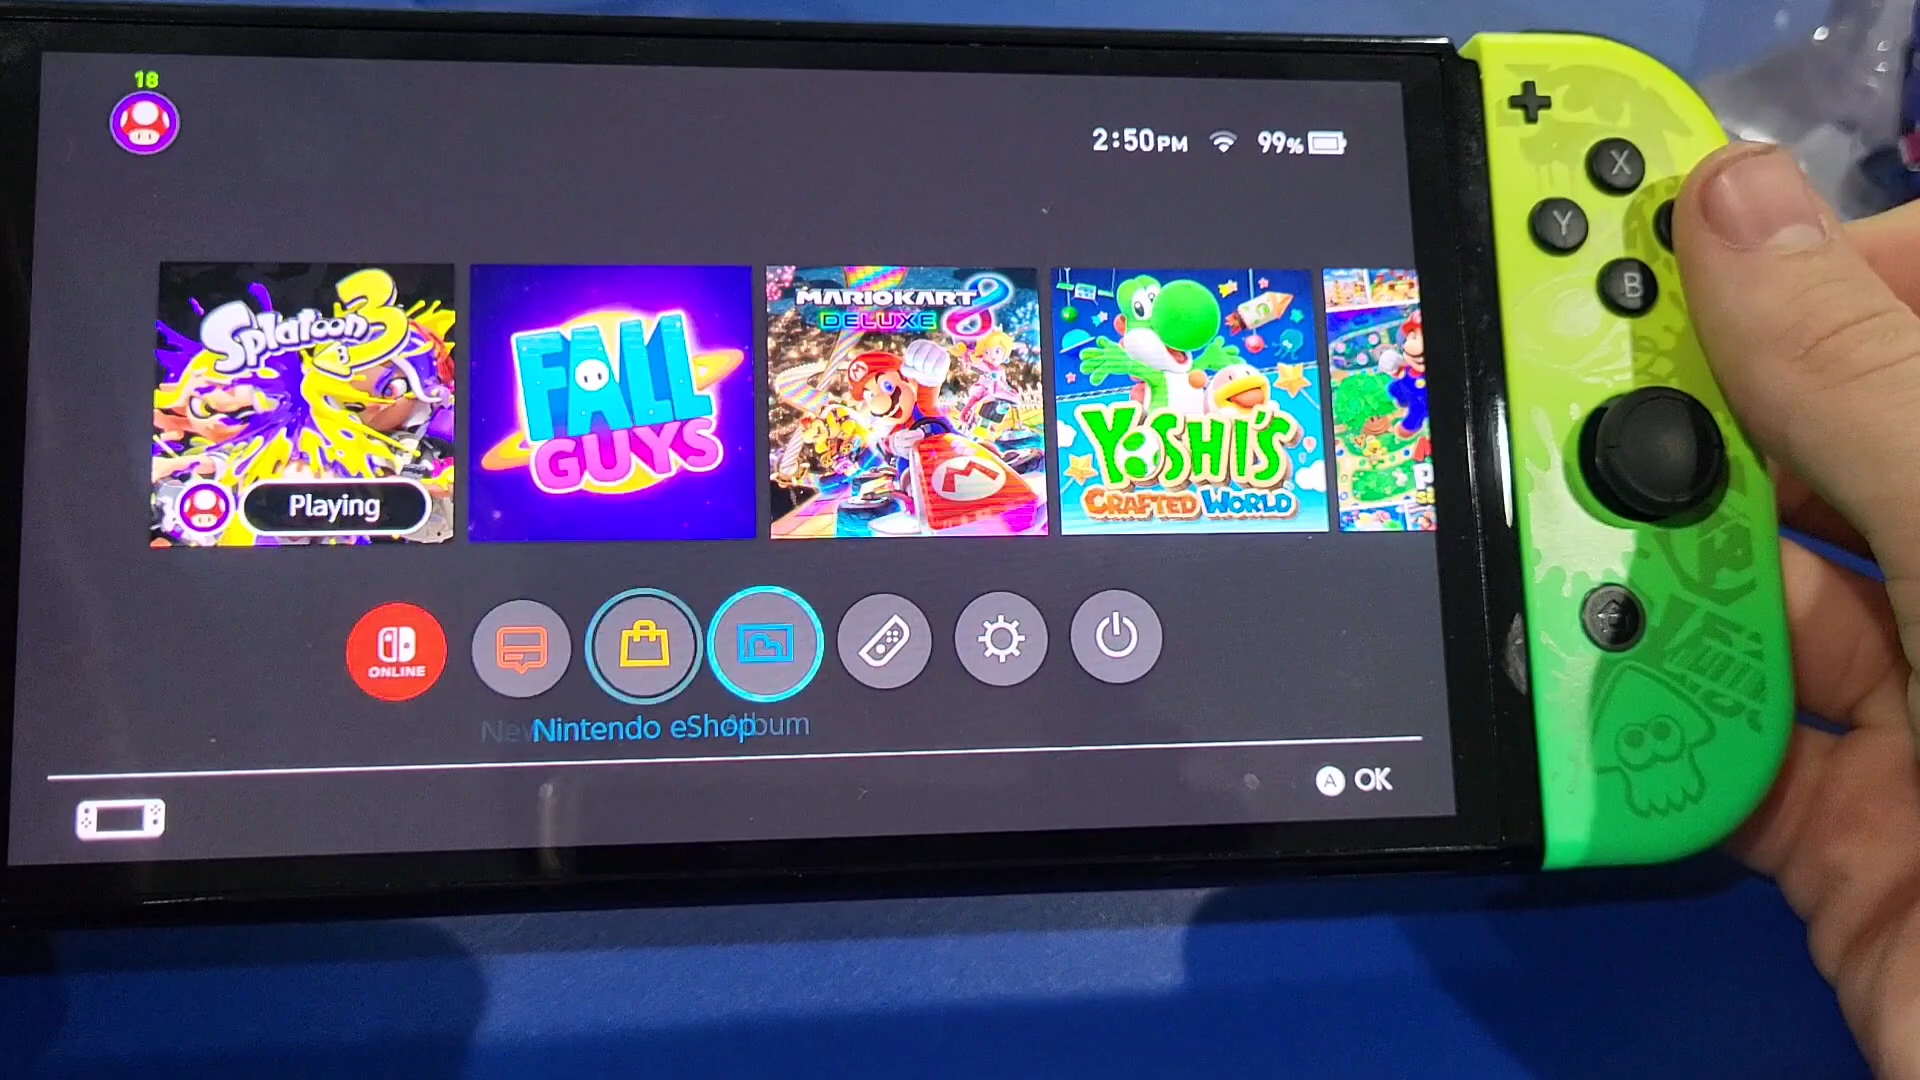 18
2:50PM 99%
Splatoon 3
Playing
FALL
GUYS
MARIOKART 8
DELUXE
M
YOSHI'S
CRAFTED WORLD
ONLINE
Nintendo eShop
Album
A OK
X
Y
B